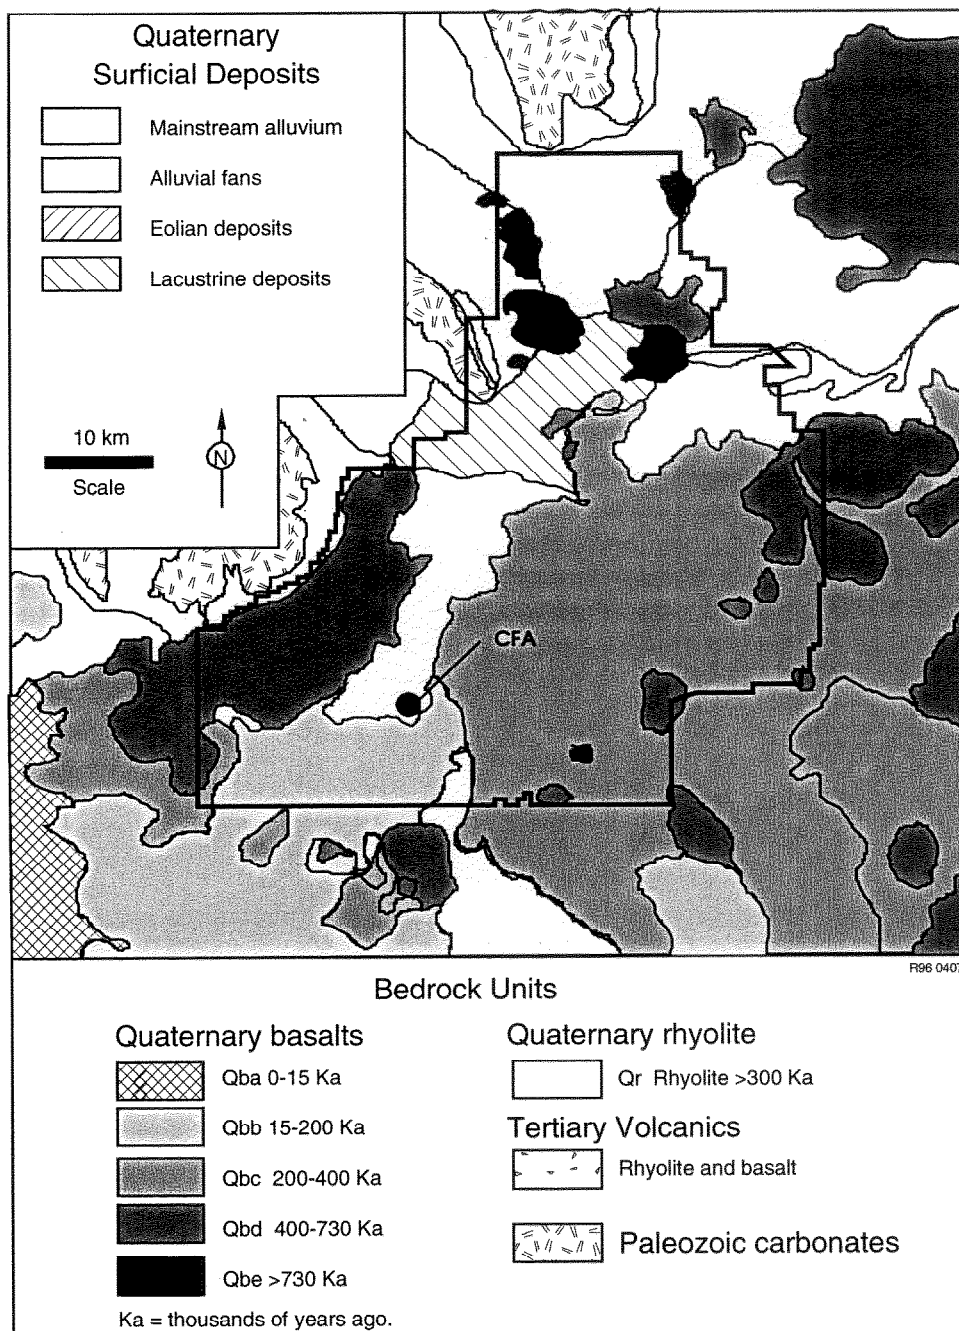 Quaternary
Surficial Deposits
Mainstream alluvium
Alluvial fans
Eolian deposits
Lacustrine deposits
10 km
Scale
N
CFA
R96 0407
Bedrock Units
Quaternary basalts
Qba 0-15 Ka
Qbb 15-200 Ka
Qbc 200-400 Ka
Qbd 400-730 Ka
Qbe >730 Ka
Ka = thousands of years ago.
Quaternary rhyolite
Qr Rhyolite >300 Ka
Tertiary Volcanics
Rhyolite and basalt
Paleozoic carbonates